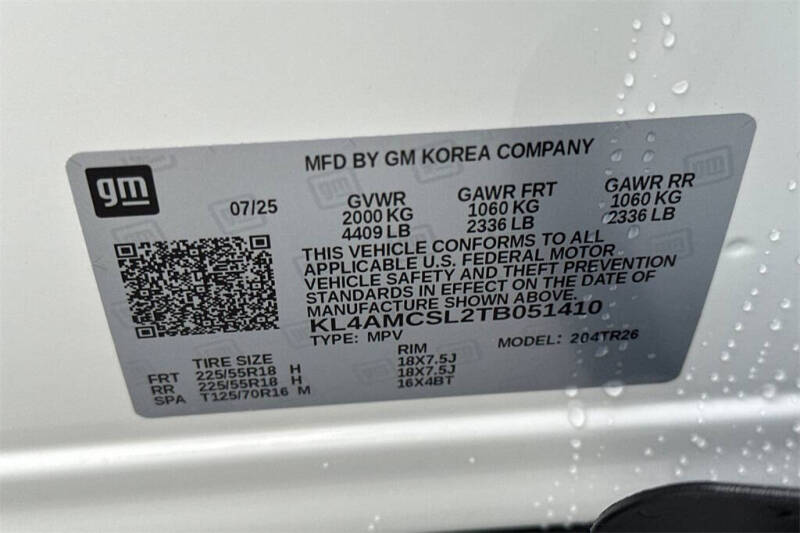 MFD BY GM KOREA COMPANY
gm
07/25
GVWR
2000 KG
4409 LB
GAWR FRT
1060 KG
2336 LB
GAWR RR
1060 KG
2336 LB
THIS VEHICLE CONFORMS TO ALL
APPLICABLE U.S. FEDERAL MOTOR
VEHICLE SAFETY AND THEFT PREVENTION
STANDARDS IN EFFECT ON THE DATE OF
MANUFACTURE SHOWN ABOVE.
KL4AMCSL2TB051410
TYPE: MPV MODEL: 204TR26
TIRE SIZE RIM
FRT 225/55R18 H 18X7.5J
RR 225/55R18 H 18X7.5J
SPA T125/70R16 M 16X4BT